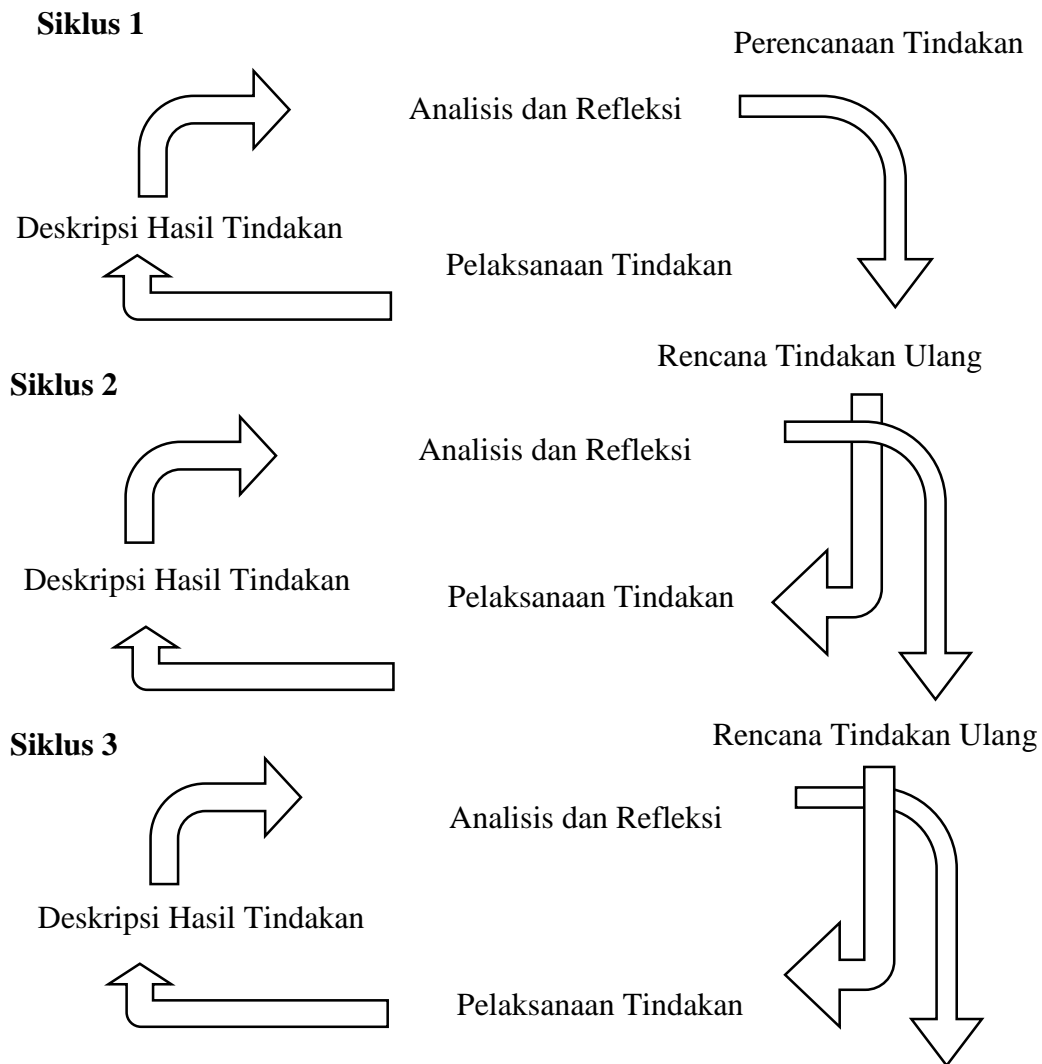 Siklus 1
Perencanaan Tindakan
Analisis dan Refleksi
Deskripsi Hasil Tindakan
Pelaksanaan Tindakan
Rencana Tindakan Ulang
Siklus 2
Analisis dan Refleksi
Deskripsi Hasil Tindakan
Pelaksanaan Tindakan
Rencana Tindakan Ulang
Siklus 3
Analisis dan Refleksi
Deskripsi Hasil Tindakan
Pelaksanaan Tindakan